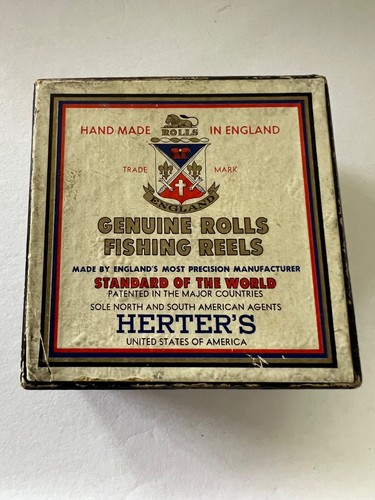 HAND MADE IN ENGLAND
ROLLS
TRADE MARK
ENGLAND
GENUINE ROLLS
FISHING REELS
MADE BY ENGLAND'S MOST PRECISION MANUFACTURER
STANDARD OF THE WORLD
PATENTED IN THE MAJOR COUNTRIES
SOLE NORTH AND SOUTH AMERICAN AGENTS
HERTER'S
UNITED STATES OF AMERICA